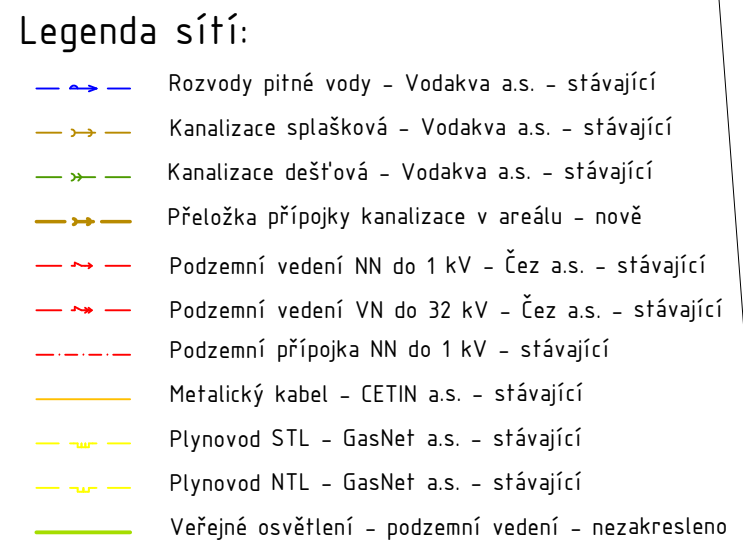 Legenda sítí:
Rozvody pitné vody - Vodakva a.s. - stávající
Kanalizace splašková - Vodakva a.s. - stávající
Kanalizace dešťová - Vodakva a.s. - stávající
Přeložka přípojky kanalizace v areálu - nově
Podzemní vedení NN do 1 kV - Čez a.s. - stávající
Podzemní vedení VN do 32 kV - Čez a.s. - stávající
Podzemní přípojka NN do 1 kV - stávající
Metalický kabel - CETIN a.s. - stávající
Plynovod STL - GasNet a.s. - stávající
Plynovod NTL - GasNet a.s. - stávající
Veřejné osvětlení - podzemní vedení - nezakresleno